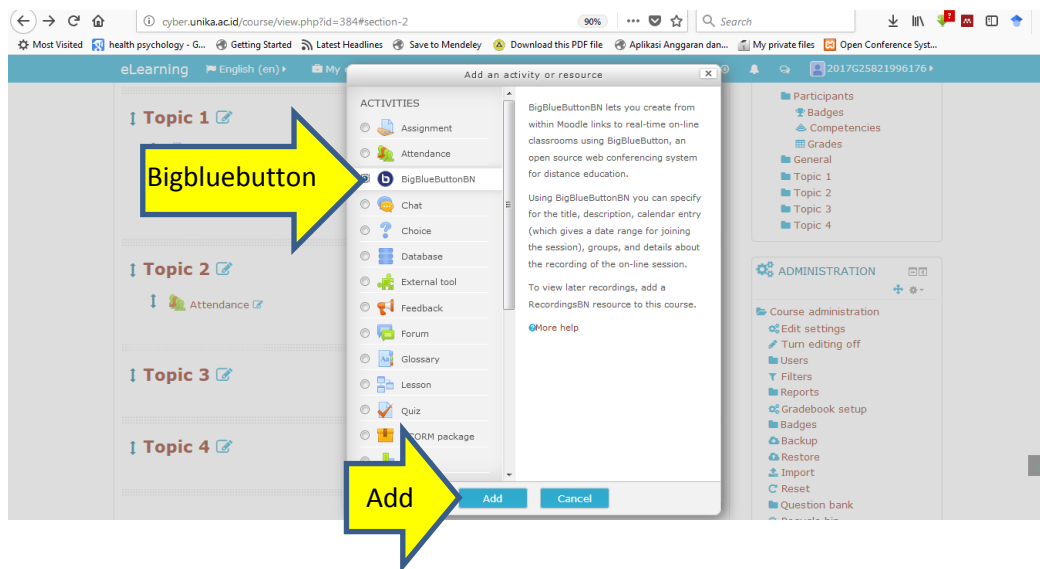 cyber.unika.ac.id/course/view.php?id=384#section-2
90%
Search
Most Visited
health psychology - G...
Getting Started
Latest Headlines
Save to Mendeley
Download this PDF file
Aplikasi Anggaran dan...
My private files
Open Conference Syst...
eLearning
English (en)
2017G25821996176
Add an activity or resource
Topic 1
Bigbluebutton
Topic 2
Attendance
Topic 3
Topic 4
ACTIVITIES
Assignment
Attendance
BigBlueButtonBN
Chat
Choice
Database
External tool
Feedback
Forum
Glossary
Lesson
Quiz
package
BigBlueButtonBN lets you create from
within Moodle links to real-time on-line
classrooms using BigBlueButton, an
open source web conferencing system
for distance education.
Using BigBlueButtonBN you can specify
for the title, description, calendar entry
(which gives a date range for joining
the session), groups, and details about
the recording of the on-line session.
To view later recordings, add a
RecordingsBN resource to this course.
More help
Add
Add
Cancel
Participants
Badges
Competencies
Grades
General
Topic 1
Topic 2
Topic 3
Topic 4
ADMINISTRATION
Course administration
Edit settings
Turn editing off
Users
Filters
Reports
Gradebook setup
Badges
Backup
Restore
Import
Reset
Question bank